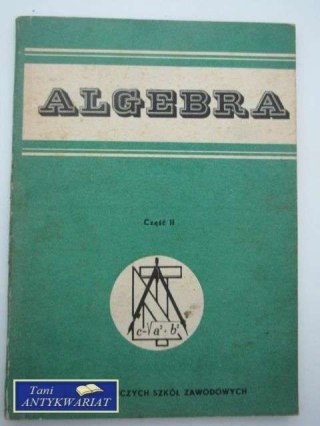 ALGEBRA
Część II
c=√a²+b²
CZYCH SZKÓŁ ZAWODOWYCH
Tani
ANTYKWARIAT